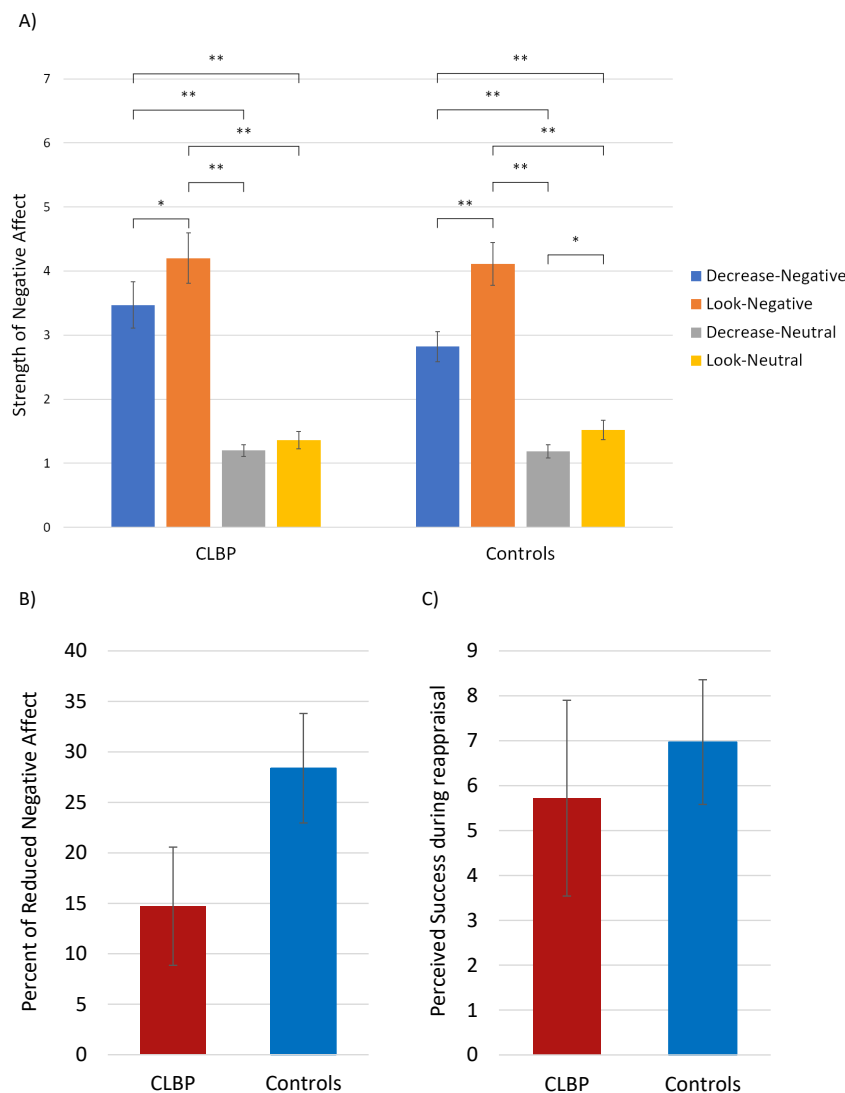 A)
**
**
**
**
**
**
**
**
*
**
*
7
6
5
4
3
2
1
0
Strength of Negative Affect
CLBP
Controls
Decrease-Negative
Look-Negative
Decrease-Neutral
Look-Neutral
B)
40
35
30
25
20
15
10
5
0
Percent of Reduced Negative Affect
CLBP
Controls
C)
9
8
7
6
5
4
3
2
1
0
Perceived Success during reappraisal
CLBP
Controls